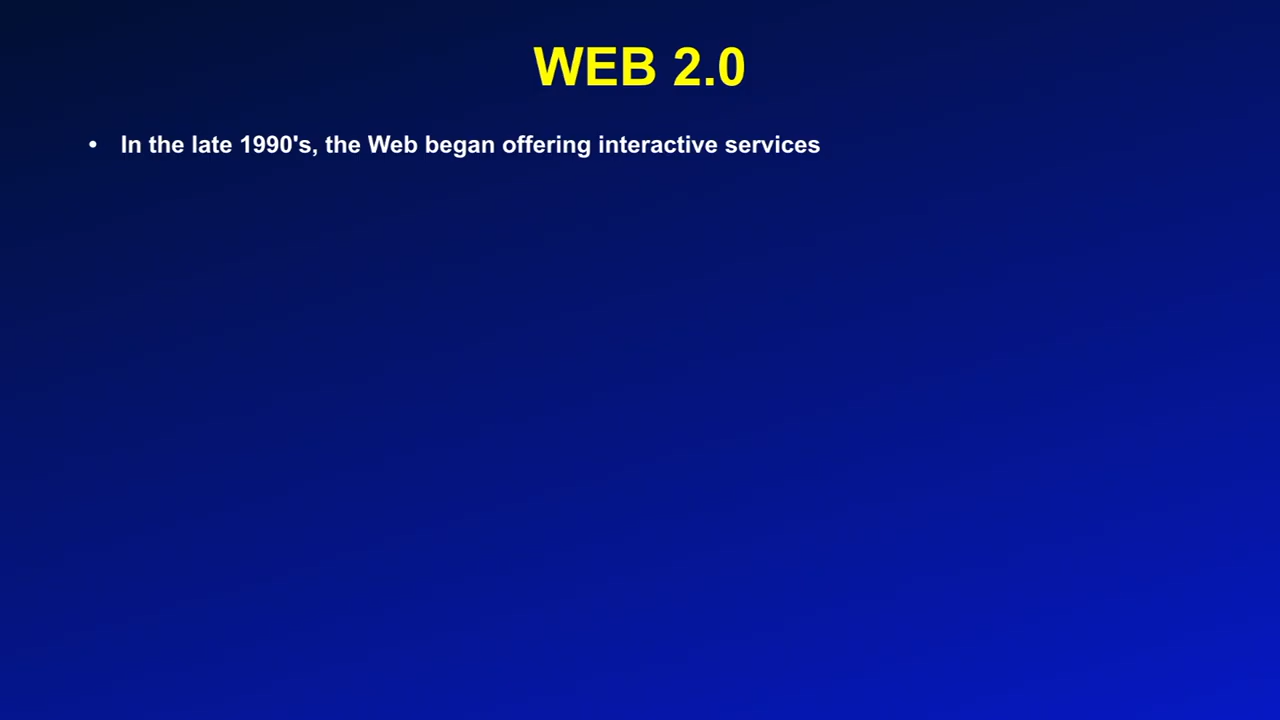 WEB 2.0
• In the late 1990's, the Web began offering interactive services